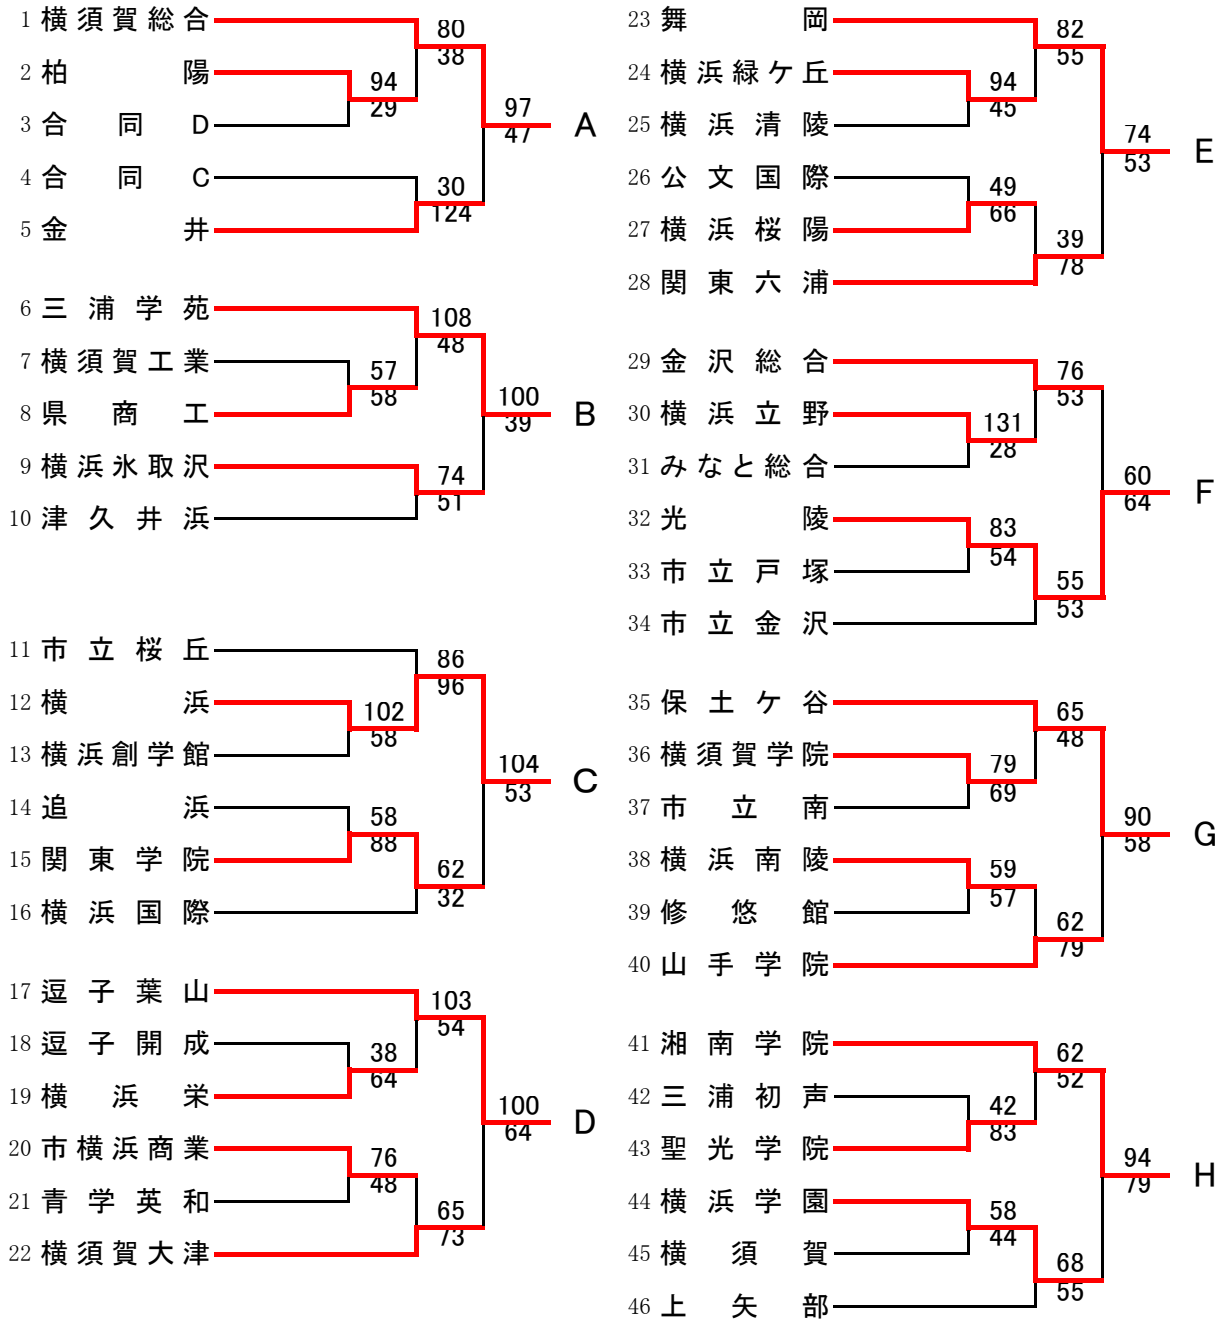 1 横須賀総合
80
38
2 柏陽
94
29
3 合同D
97
47
A
4 合同C
30
124
5 金井
6 三浦学苑
108
48
7 横須賀工業
57
58
8 県商工
100
39
B
9 横浜氷取沢
74
51
10 津久井浜
11 市立桜丘
86
96
12 横浜
102
58
13 横浜創学館
104
53
C
14 追浜
58
88
15 関東学院
62
32
16 横浜国際
17 逗子葉山
103
54
18 逗子開成
38
64
19 横浜栄
100
64
D
20 市横浜商業
76
48
21 青学英和
65
73
22 横須賀大津
23 舞岡
82
55
24 横浜緑ケ丘
94
45
25 横浜清陵
74
53
E
26 公文国際
49
66
27 横浜桜陽
39
78
28 関東六浦
29 金沢総合
76
53
30 横浜立野
131
28
31 みなと総合
60
64
F
32 光陵
83
54
33 市立戸塚
55
53
34 市立金沢
35 保土ケ谷
65
48
36 横須賀学院
79
69
37 市立南
90
58
G
38 横浜南陵
59
57
39 修悠館
62
79
40 山手学院
41 湘南学院
62
52
42 三浦初声
42
83
43 聖光学院
94
79
H
44 横浜学園
58
44
45 横須賀
68
55
46 上矢部